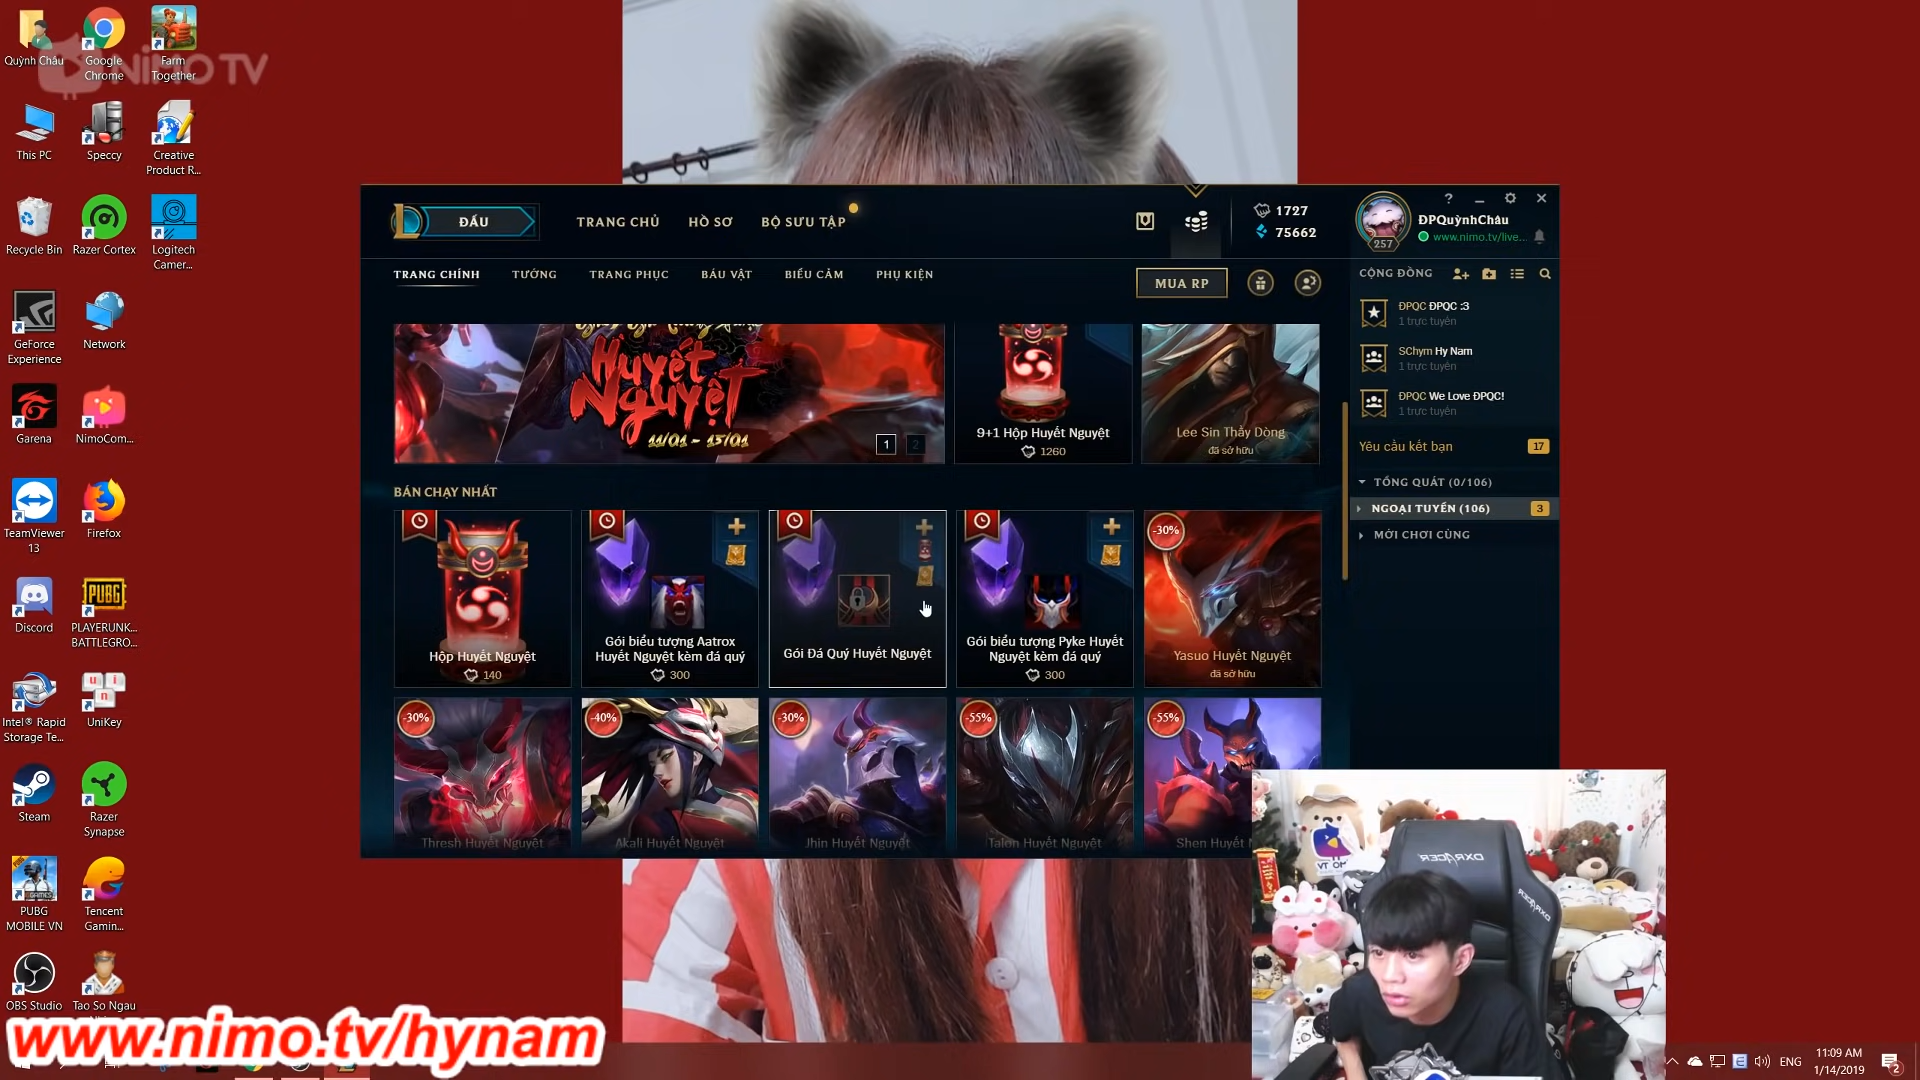 Quỳnh Châu
Google Chrome
Farm Together
NIMO TV
This PC
Speccy
Creative Product R...
Recycle Bin
Razer Cortex
Logitech Camer...
GeForce Experience
Network
Garena
NimoCom...
TeamViewer 13
Firefox
Discord
PLAYERUNK... BATTLEGRO...
Intel® Rapid Storage Te...
UniKey
Steam
Razer Synapse
PUBG MOBILE VN
Tencent Gamin...
OBS Studio
Tao So Ngau
www.nimo.tv/hynam
ĐẤU
TRANG CHỦ
HỒ SƠ
BỘ SƯU TẬP
1727
75662
257
ĐPQuỳnhChâu
www.nimo.tv/live...
TRANG CHÍNH
TƯỚNG
TRANG PHỤC
BÁU VẬT
BIỂU CẢM
PHỤ KIỆN
MUA RP
CỘNG ĐỒNG
ĐPQC ĐPQC :3
1 trực tuyến
SChym Hy Nam
1 trực tuyến
ĐPQC We Love ĐPQC!
1 trực tuyến
Yêu cầu kết bạn
17
TỔNG QUÁT (0/106)
NGOẠI TUYẾN (106)
3
MỚI CHƠI CÙNG
Huyết Nguyệt
11/01 - 17/01
1
2
9+1 Hộp Huyết Nguyệt
1260
Lee Sin Thầy Dòng
đã sở hữu
BÁN CHẠY NHẤT
Hộp Huyết Nguyệt
140
Gói biểu tượng Aatrox
Huyết Nguyệt kèm đá quý
300
Gói Đá Quý Huyết Nguyệt
Gói biểu tượng Pyke Huyết
Nguyệt kèm đá quý
300
-30%
Yasuo Huyết Nguyệt
đã sở hữu
-30%
Thresh Huyết Nguyệt
-40%
Akali Huyết Nguyệt
-30%
Jhin Huyết Nguyệt
-55%
Talon Huyết Nguyệt
-55%
Shen Huyết
DXRACER
DXRACER
ENG
11:09 AM
1/14/2019
2